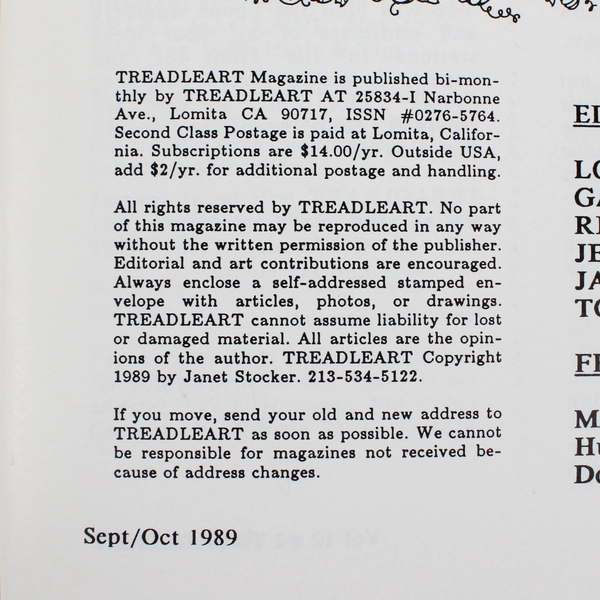 TREADLEART Magazine is published bi-mon-
thly by TREADLEART AT 25834-I Narbonne
Ave., Lomita CA 90717, ISSN #0276-5764.
Second Class Postage is paid at Lomita, Califor-
nia. Subscriptions are $14.00/yr. Outside USA,
add $2/yr. for additional postage and handling.
All rights reserved by TREADLEART. No part
of this magazine may be reproduced in any way
without the written permission of the publisher.
Editorial and art contributions are encouraged.
Always enclose a self-addressed stamped en-
velope with articles, photos, or drawings.
TREADLEART cannot assume liability for lost
or damaged material. All articles are the opin-
ions of the author. TREADLEART Copyright
1989 by Janet Stocker. 213-534-5122.
If you move, send your old and new address to
TREADLEART as soon as possible. We cannot
be responsible for magazines not received be-
cause of address changes.
Sept/Oct 1989